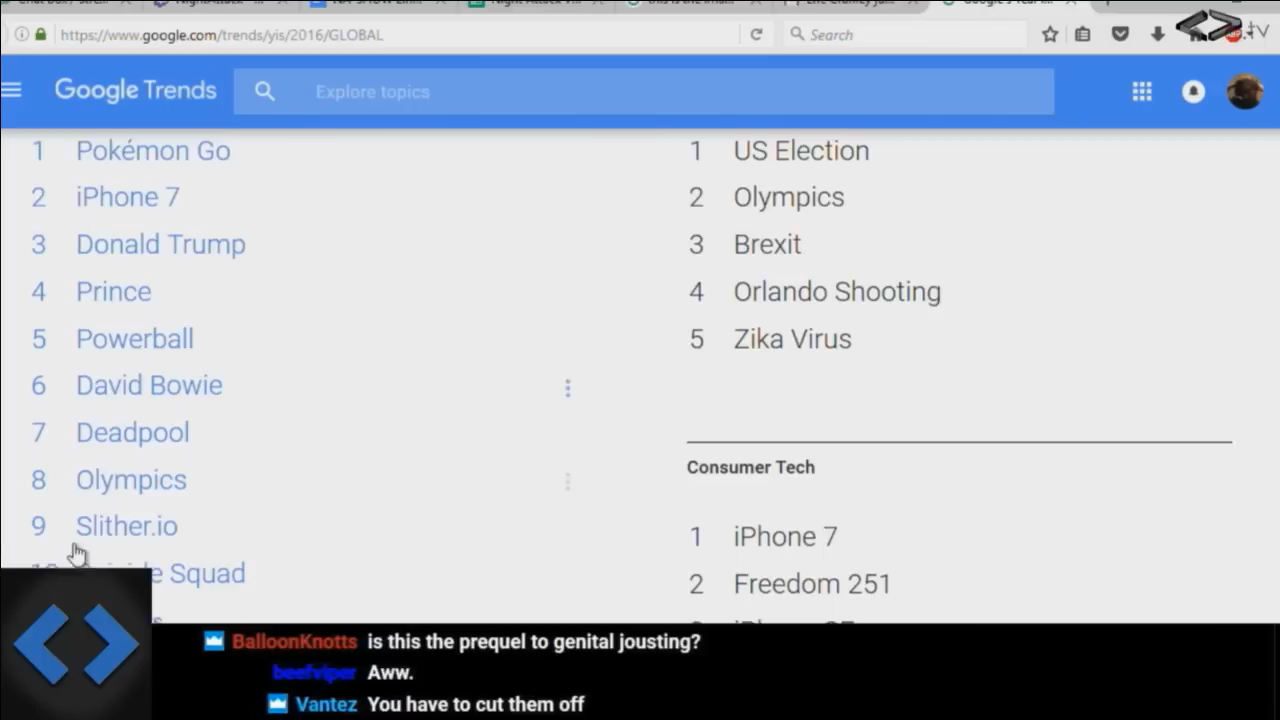 https://www.google.com/trends/yis/2016/GLOBAL
Search
Google Trends
Explore topics
1 Pokémon Go
2 iPhone 7
3 Donald Trump
4 Prince
5 Powerball
6 David Bowie
7 Deadpool
8 Olympics
9 Slither.io
Squad
1 US Election
2 Olympics
3 Brexit
4 Orlando Shooting
5 Zika Virus
Consumer Tech
1 iPhone 7
2 Freedom 251
BalloonKnotts is this the prequel to genital jousting?
beefviper Aww.
Vantez You have to cut them off